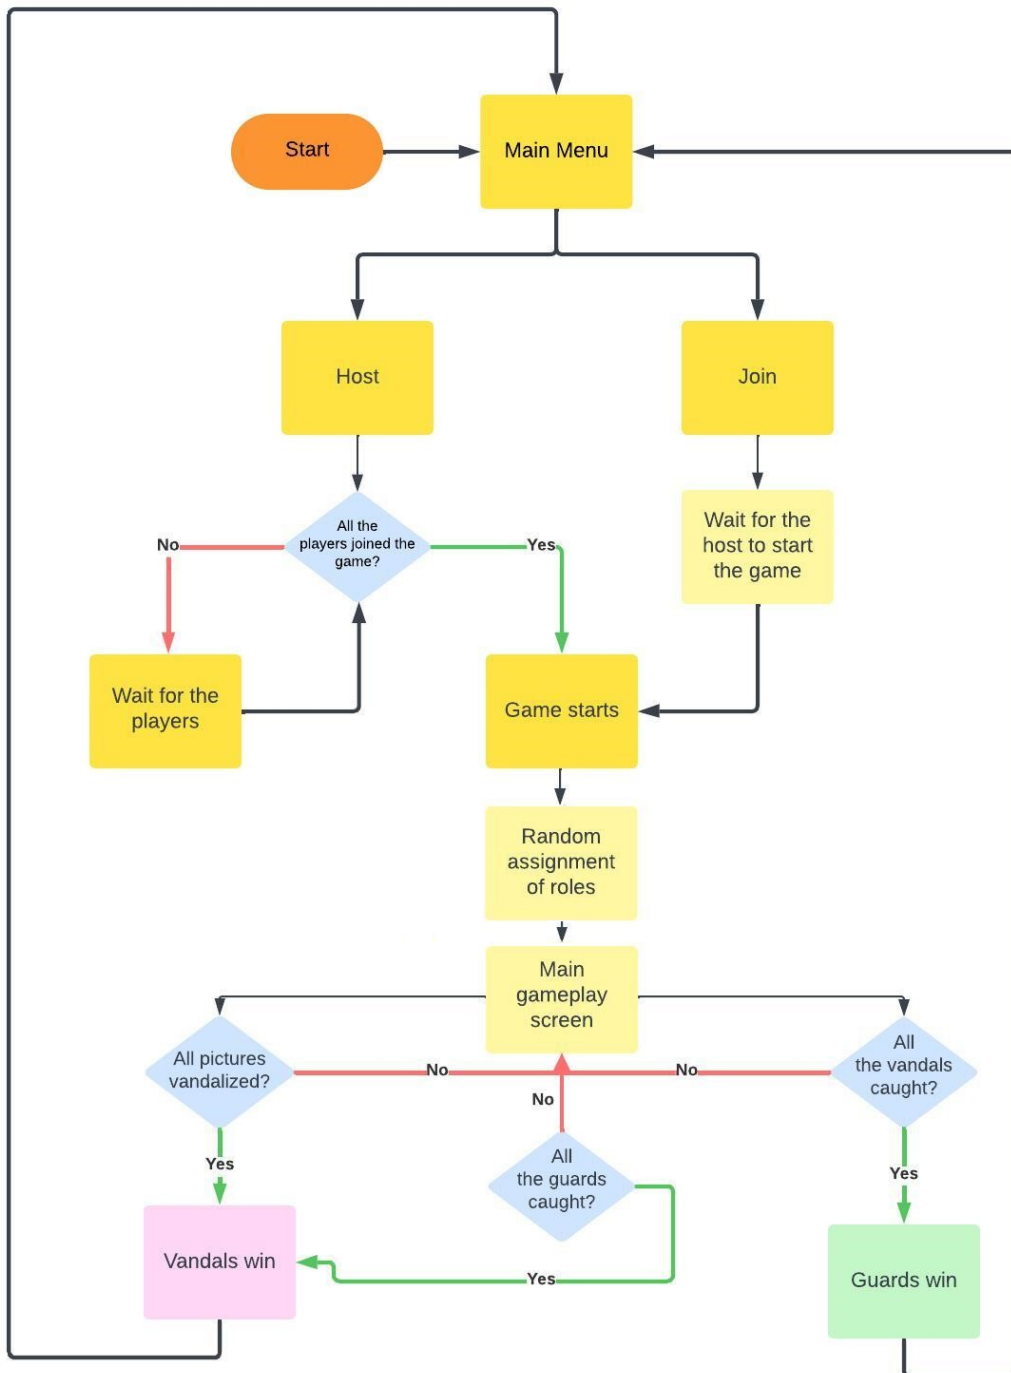 Start
Main Menu
Host
Join
All the
players joined the
game?
No
Yes
Wait for the
host to start
the game
Wait for the
players
Game starts
Random
assignment
of roles
Main
gameplay
screen
All pictures
vandalized?
No
No
All
the vandals
caught?
No
Yes
All
the guards
caught?
Yes
Vandals win
Yes
Guards win